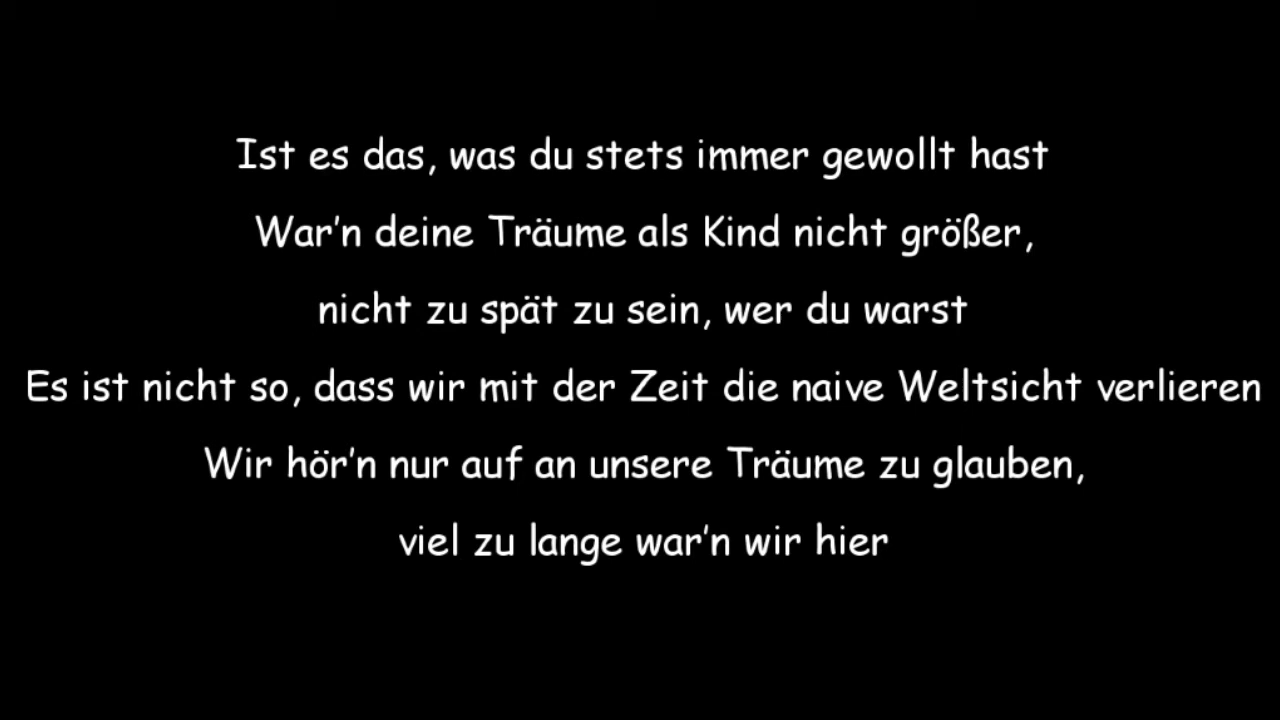 Ist es das, was du stets immer gewollt hast
War'n deine Träume als Kind nicht größer,
nicht zu spät zu sein, wer du warst
Es ist nicht so, dass wir mit der Zeit die naive Weltsicht verlieren
Wir hör'n nur auf an unsere Träume zu glauben,
viel zu lange war'n wir hier